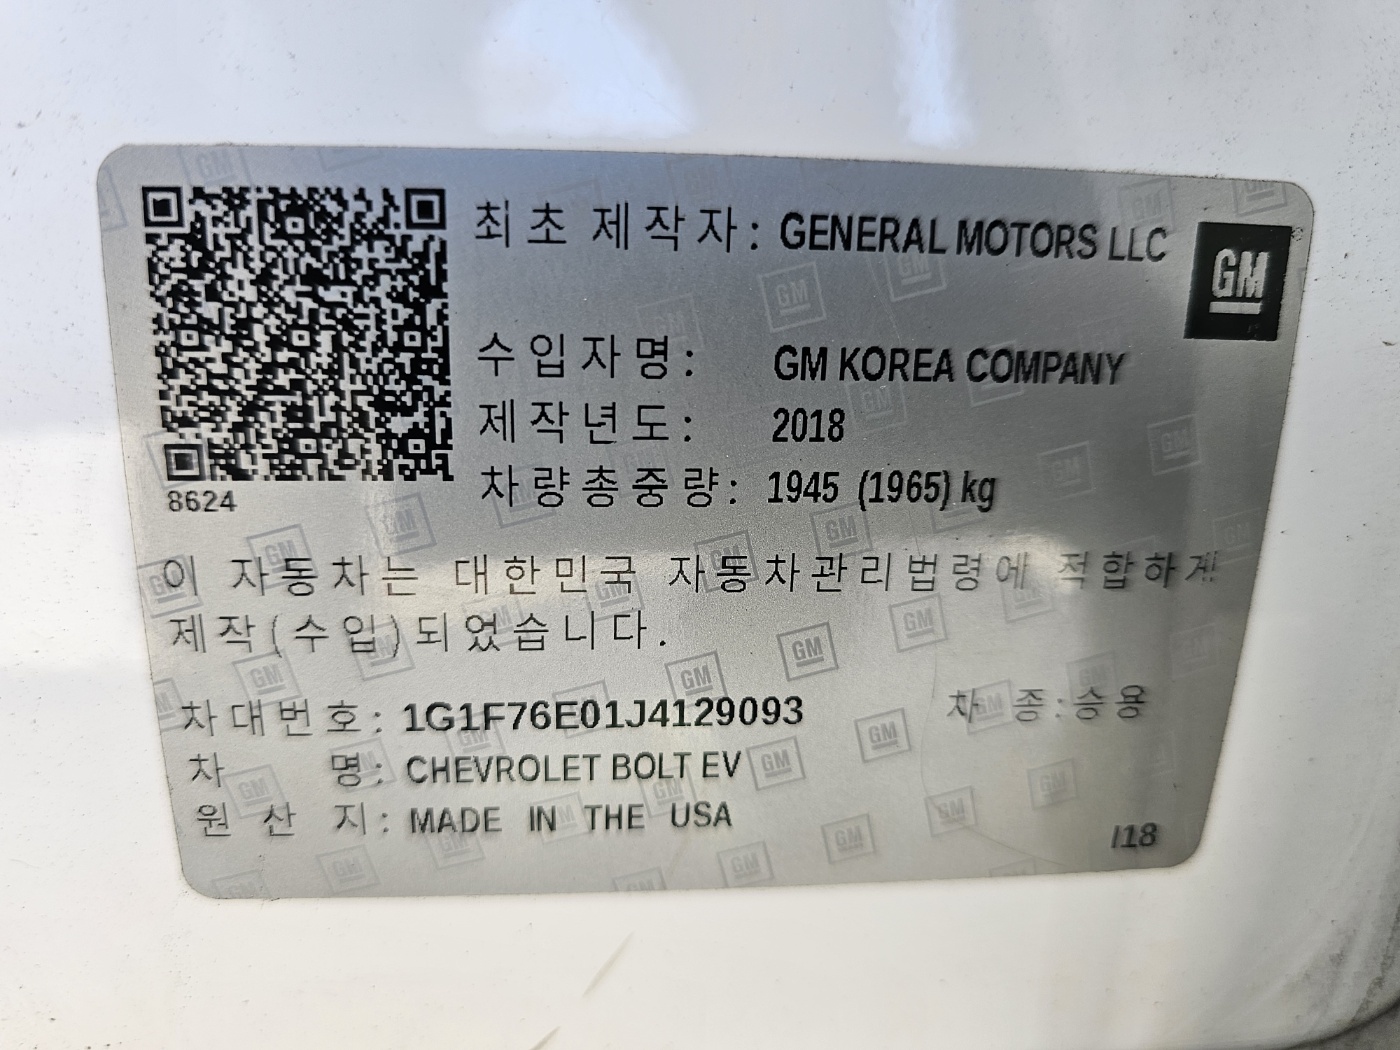 최초 제작자: GENERAL MOTORS LLC
GM
수입자명: GM KOREA COMPANY
제작년도: 2018
차량총중량: 1945 (1965) kg
8624
이 자동차는 대한민국 자동차관리법령에 적합하게
제작(수입)되었습니다.
차대번호: 1G1F76E01J4129093 차 종:승용
차 명: CHEVROLET BOLT EV
원 산 지: MADE IN THE USA
I18